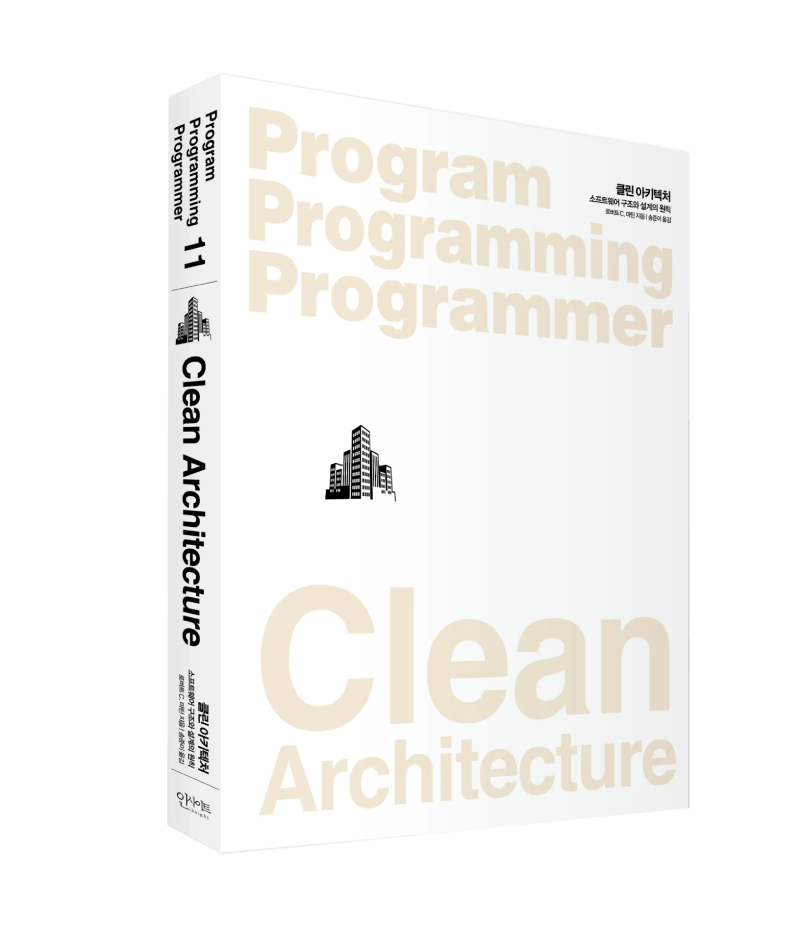 Program
Programming
Programmer
11
Clean Architecture
클린 아키텍처
소프트웨어 구조와 설계의 원칙
로버트 C. 마틴 지음 | 송준이 옮김
인사이트
insight
Program
Programming
Programmer
클린 아키텍처
소프트웨어 구조와 설계의 원칙
로버트 C. 마틴 지음 | 송준이 옮김
Clean
Architecture